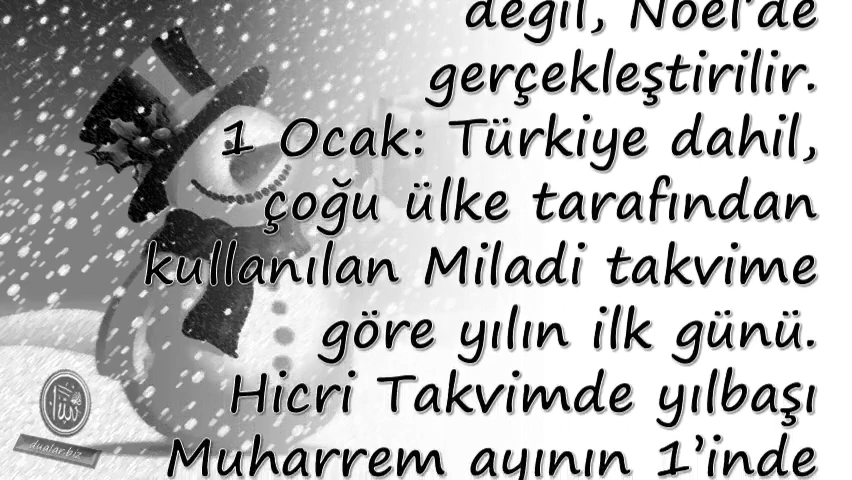 değil, Noel'de
gerçekleştirilir.
1 Ocak: Türkiye dahil,
çoğu ülke tarafından
kullanılan Miladi takvime
göre yılın ilk günü.
Hicri Takvimde yılbaşı
Muharrem ayının 1’inde
dualar.biz